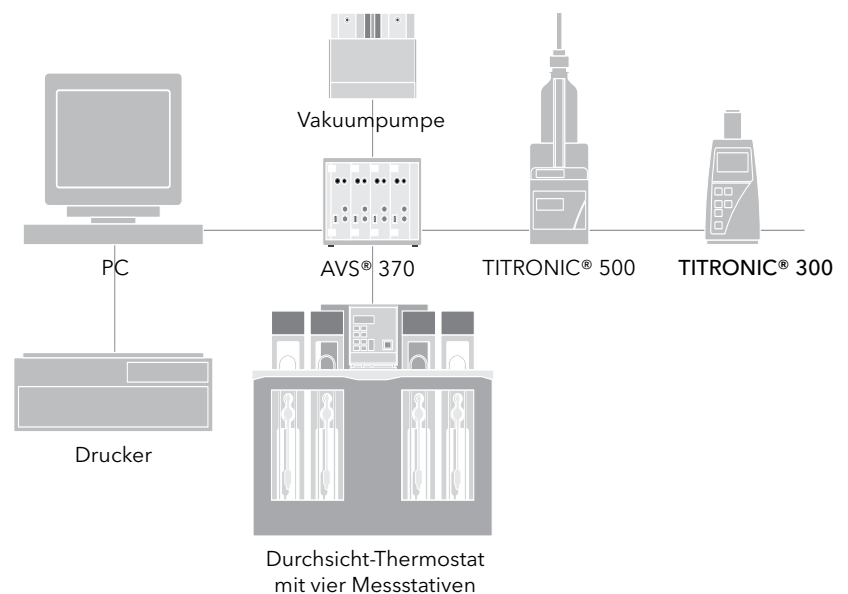 Vakuumpumpe
PC
AVS® 370
TITRONIC® 500
TITRONIC® 300
Drucker
Durchsicht-Thermostat
mit vier Messstativen